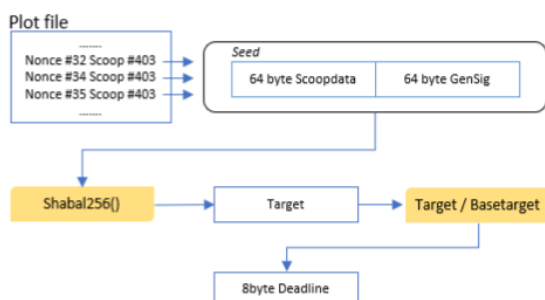 Plot file
........
Nonce #32 Scoop #403
Nonce #34 Scoop #403
Nonce #35 Scoop #403
........
Seed
64 byte Scoopdata
64 byte GenSig
Shabal256()
Target
Target / Basetarget
8byte Deadline